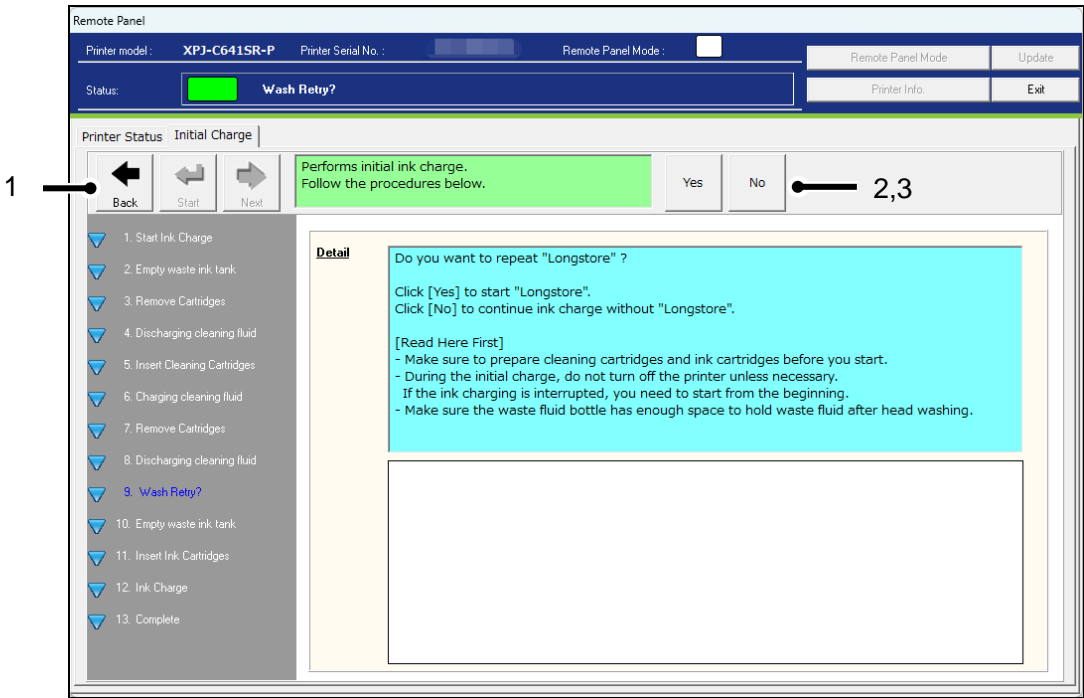 Remote Panel
Printer model : XPJ-C641SR-P Printer Serial No. : Remote Panel Mode :
Remote Panel Mode Update
Status: Wash Retry?
Printer Info. Exit
Printer Status Initial Charge
Back Start Next
Performs initial ink charge.
Follow the procedures below.
Yes No
1
2,3
1. Start Ink Charge
2. Empty waste ink tank
3. Remove Cartridges
4. Discharging cleaning fluid
5. Insert Cleaning Cartridges
6. Charging cleaning fluid
7. Remove Cartridges
8. Discharging cleaning fluid
9. Wash Retry?
10. Empty waste ink tank
11. Insert Ink Cartridges
12. Ink Charge
13. Complete
Detail
Do you want to repeat "Longstore" ?
Click [Yes] to start "Longstore".
Click [No] to continue ink charge without "Longstore".
[Read Here First]
- Make sure to prepare cleaning cartridges and ink cartridges before you start.
- During the initial charge, do not turn off the printer unless necessary.
If the ink charging is interrupted, you need to start from the beginning.
- Make sure the waste fluid bottle has enough space to hold waste fluid after head washing.